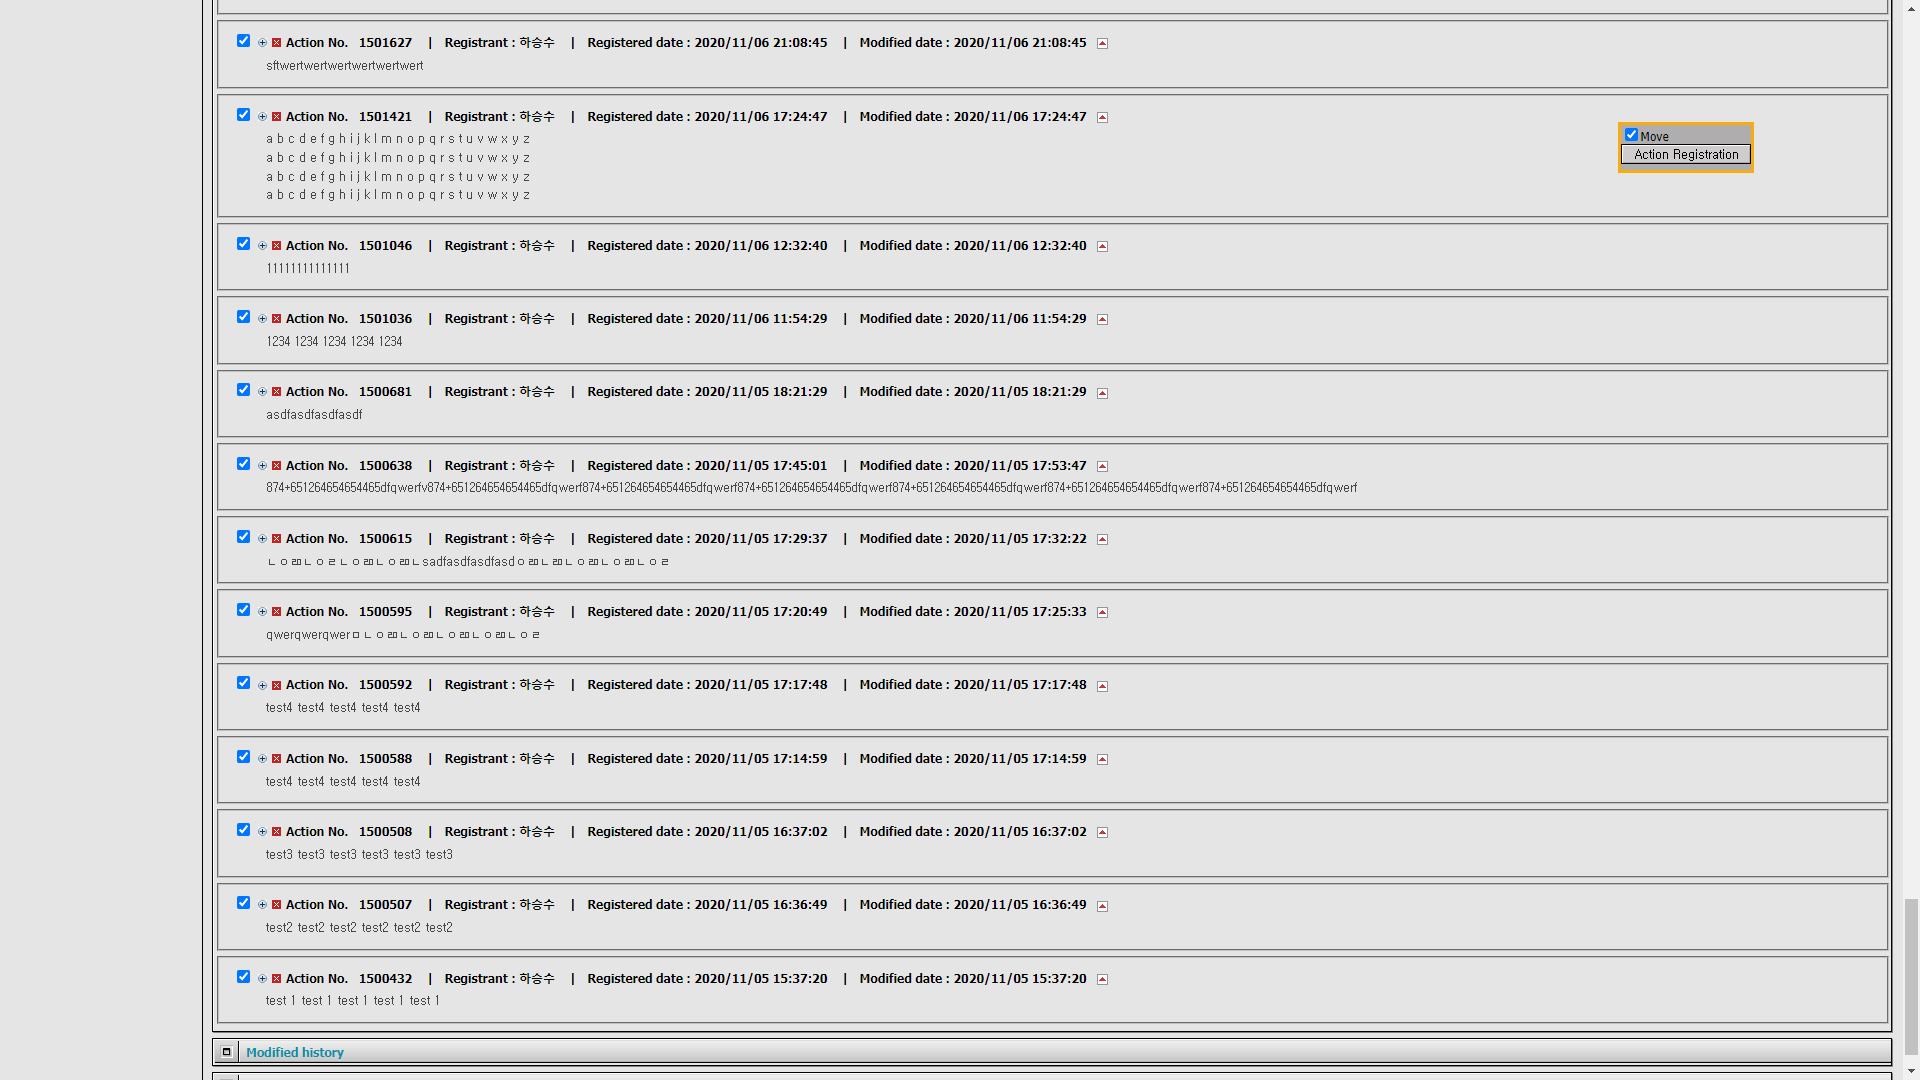 Action No. 1501627 | Registrant : 하승수 | Registered date : 2020/11/06 21:08:45 | Modified date : 2020/11/06 21:08:45
sftwertwertwertwertwertwert
Action No. 1501421 | Registrant : 하승수 | Registered date : 2020/11/06 17:24:47 | Modified date : 2020/11/06 17:24:47
a b c d e f g h i j k l m n o p q r s t u v w x y z
a b c d e f g h i j k l m n o p q r s t u v w x y z
a b c d e f g h i j k l m n o p q r s t u v w x y z
a b c d e f g h i j k l m n o p q r s t u v w x y z
Move
Action Registration
Action No. 1501046 | Registrant : 하승수 | Registered date : 2020/11/06 12:32:40 | Modified date : 2020/11/06 12:32:40
11111111111111
Action No. 1501036 | Registrant : 하승수 | Registered date : 2020/11/06 11:54:29 | Modified date : 2020/11/06 11:54:29
1234 1234 1234 1234 1234
Action No. 1500681 | Registrant : 하승수 | Registered date : 2020/11/05 18:21:29 | Modified date : 2020/11/05 18:21:29
asdfasdfasdfasdf
Action No. 1500638 | Registrant : 하승수 | Registered date : 2020/11/05 17:45:01 | Modified date : 2020/11/05 17:53:47
874+651264654654465dfqwerfv874+651264654654465dfqwerf874+651264654654465dfqwerf874+651264654654465dfqwerf874+651264654654465dfqwerf874+651264654654465dfqwerf874+651264654654465dfqwerf
Action No. 1500615 | Registrant : 하승수 | Registered date : 2020/11/05 17:29:37 | Modified date : 2020/11/05 17:32:22
ㄴㅇㄻㄴㅇㄹㄴㅇㄻㄴㅇㄻㄴsadfasdfasdfasdㅇㄻㄴㄻㄴㅇㄻㄴㅇㄻㄴㅇㄹ
Action No. 1500595 | Registrant : 하승수 | Registered date : 2020/11/05 17:20:49 | Modified date : 2020/11/05 17:25:33
qwerqwerqwerㅁㄴㅇㄻㄴㅇㄻㄴㅇㄻㄴㅇㄻㄴㅇㄹ
Action No. 1500592 | Registrant : 하승수 | Registered date : 2020/11/05 17:17:48 | Modified date : 2020/11/05 17:17:48
test4 test4 test4 test4 test4
Action No. 1500588 | Registrant : 하승수 | Registered date : 2020/11/05 17:14:59 | Modified date : 2020/11/05 17:14:59
test4 test4 test4 test4 test4
Action No. 1500508 | Registrant : 하승수 | Registered date : 2020/11/05 16:37:02 | Modified date : 2020/11/05 16:37:02
test3 test3 test3 test3 test3 test3
Action No. 1500507 | Registrant : 하승수 | Registered date : 2020/11/05 16:36:49 | Modified date : 2020/11/05 16:36:49
test2 test2 test2 test2 test2 test2
Action No. 1500432 | Registrant : 하승수 | Registered date : 2020/11/05 15:37:20 | Modified date : 2020/11/05 15:37:20
test 1 test 1 test 1 test 1 test 1
Modified history